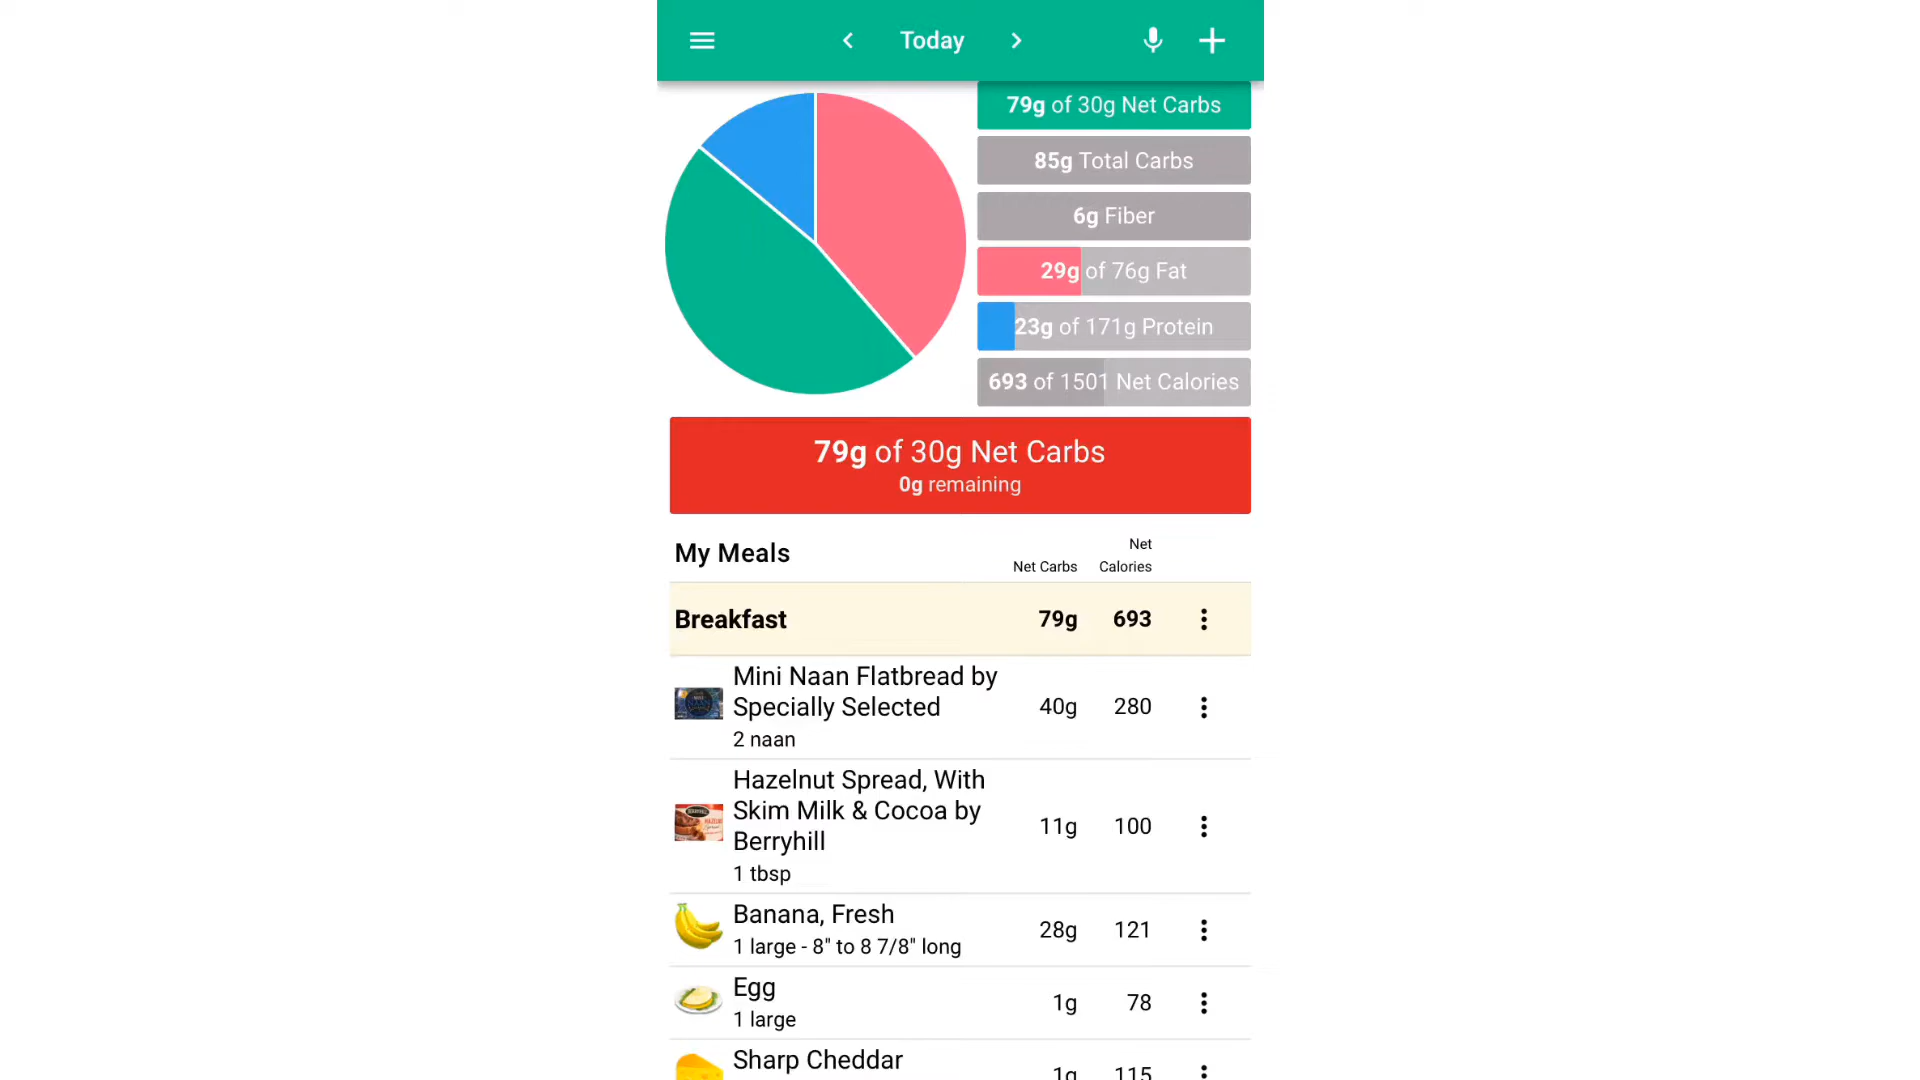 Today
79g of 30g Net Carbs
85g Total Carbs
6g Fiber
29g of 76g Fat
23g of 171g Protein
693 of 1501 Net Calories
79g of 30g Net Carbs
0g remaining
My Meals
Net Carbs
Net
Calories
Breakfast
79g
693
Mini Naan Flatbread by
Specially Selected
2 naan
40g
280
Hazelnut Spread, With
Skim Milk & Cocoa by
Berryhill
1 tbsp
11g
100
Banana, Fresh
1 large - 8" to 8 7/8" long
28g
121
Egg
1 large
1g
78
Sharp Cheddar
1g
115